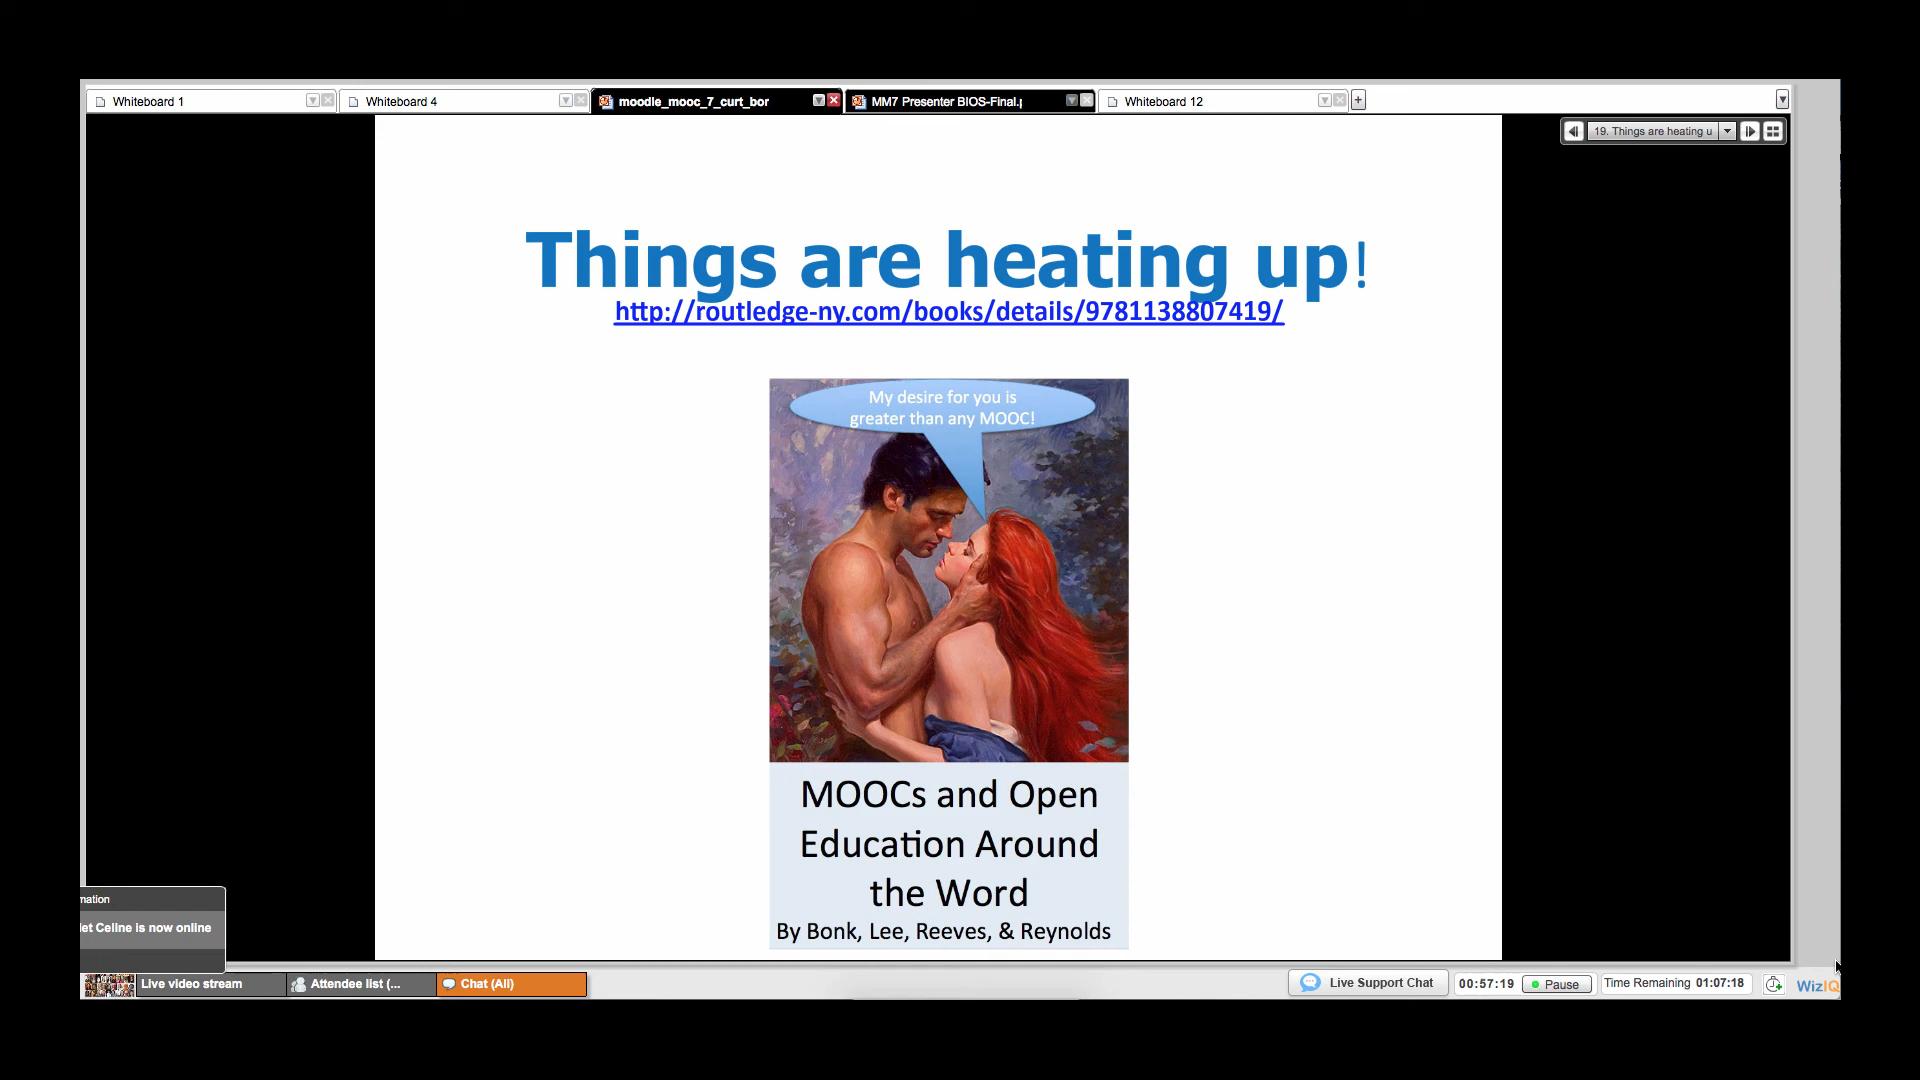 Whiteboard 1
Whiteboard 4
moodle_mooc_7_curt_bor
MM7 Presenter BIOS-Final.p
Whiteboard 12
+
19. Things are heating u
Things are heating up!
http://routledge-ny.com/books/details/9781138807419/
My desire for you is
greater than any MOOC!
MOOCs and Open
Education Around
the Word
By Bonk, Lee, Reeves, & Reynolds
mation
et Celine is now online
Live video stream
Attendee list (...
Chat (All)
Live Support Chat
00:57:19
Pause
Time Remaining 01:07:18
WizIQ